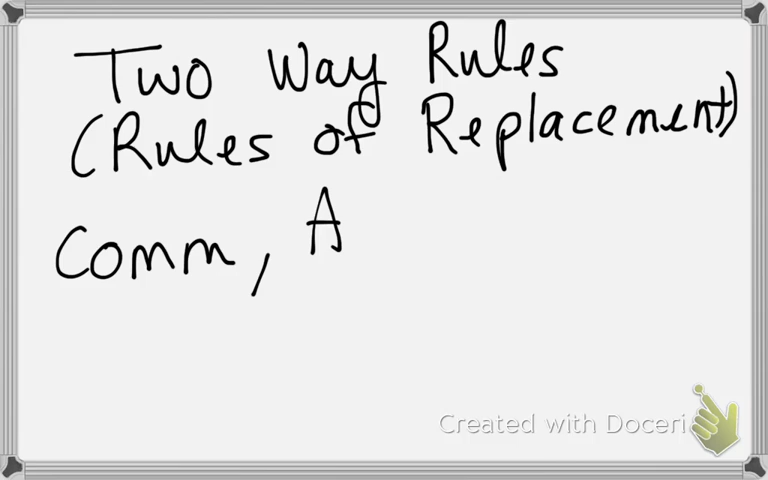 Two Way Rules
(Rules of Replacement)
Comm, A
Created with Doceri